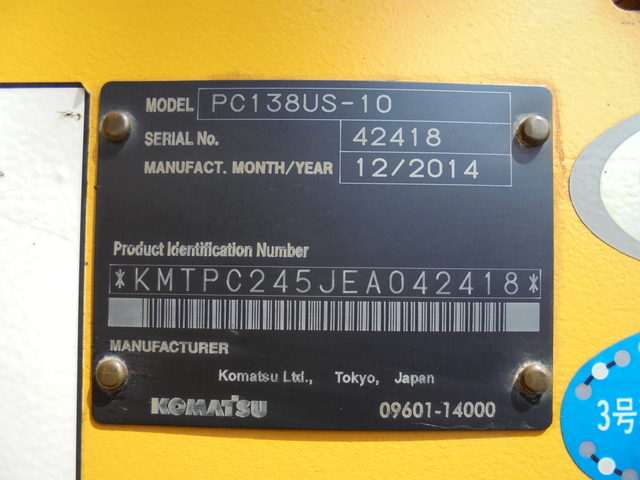 MODEL PC138US-10
SERIAL No. 42418
MANUFACT. MONTH/YEAR 12/2014
Product Identification Number
*KMTPC245JEA042418*
MANUFACTURER
Komatsu Ltd., Tokyo, Japan
KOMATSU 09601-14000
3号